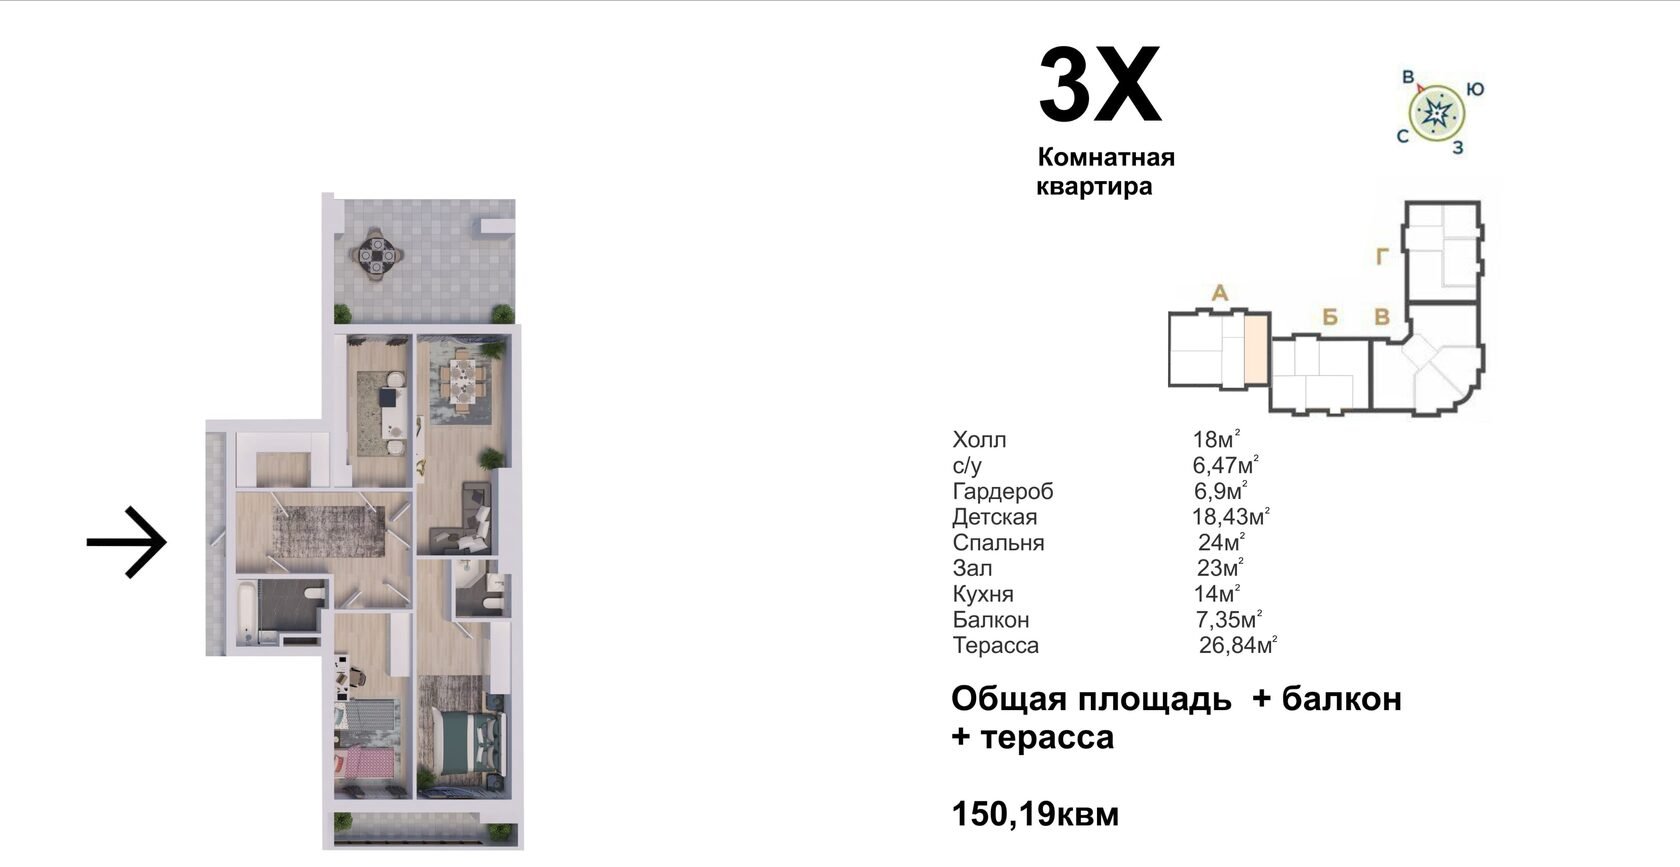 3Х
Комнатная
квартира
В
Ю
С
З
Г
А
Б
В
Холл 18м²
с/у 6,47м²
Гардероб 6,9м²
Детская 18,43м²
Спальня 24м²
Зал 23м²
Кухня 14м²
Балкон 7,35м²
Терасса 26,84м²
Общая площадь + балкон
+ терасса
150,19квм